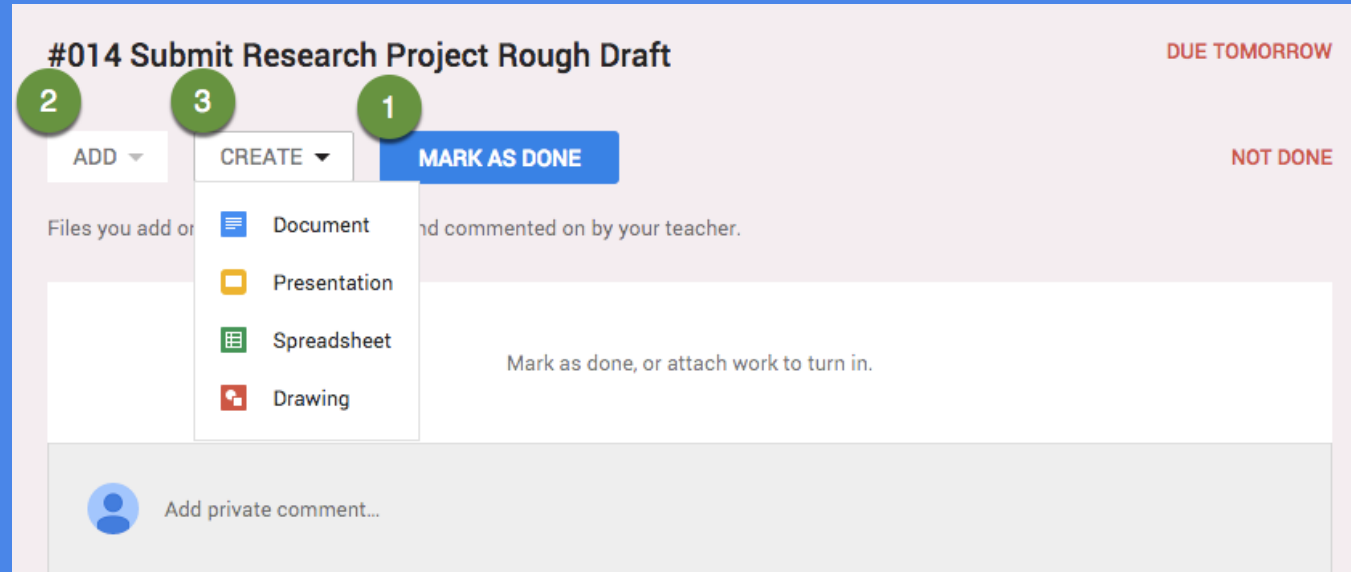 #014 Submit Research Project Rough Draft
DUE TOMORROW
2
3
1
ADD
CREATE
MARK AS DONE
NOT DONE
Files you add or nd commented on by your teacher.
Document
Presentation
Spreadsheet
Drawing
Mark as done, or attach work to turn in.
Add private comment...